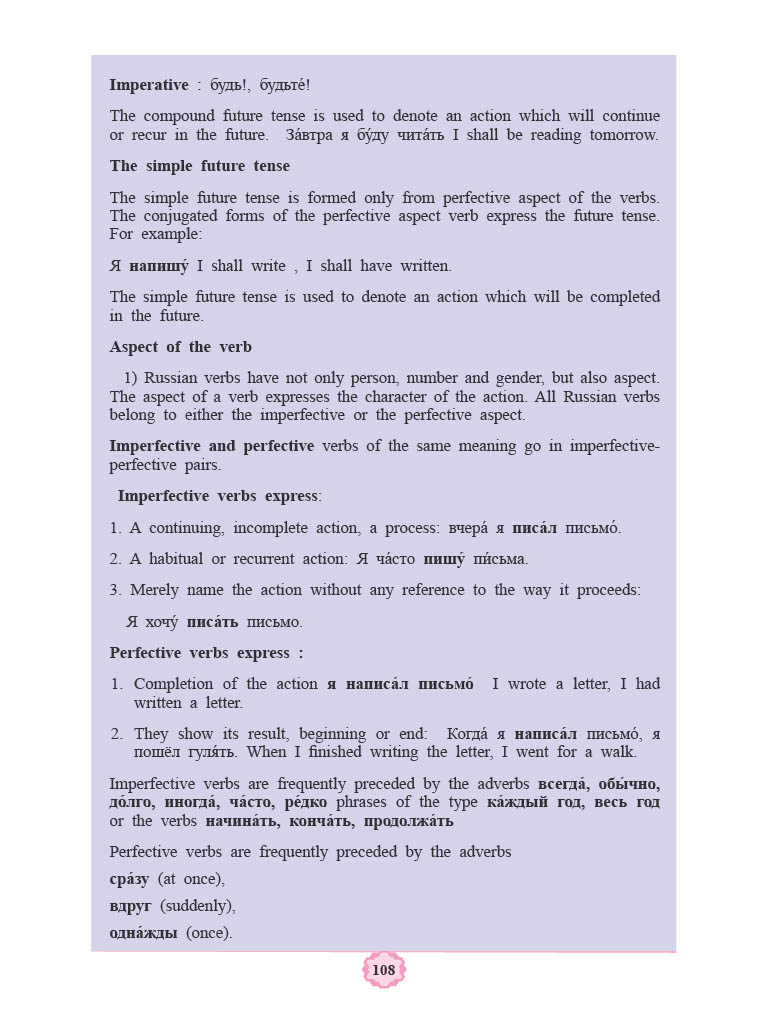 Imperative : будь!, будьте́!
The compound future tense is used to denote an action which will continue
or recur in the future. За́втра я бу́ду чита́ть I shall be reading tomorrow.
The simple future tense
The simple future tense is formed only from perfective aspect of the verbs.
The conjugated forms of the perfective aspect verb express the future tense.
For example:
Я напишу́ I shall write , I shall have written.
The simple future tense is used to denote an action which will be completed
in the future.
Aspect of the verb
1) Russian verbs have not only person, number and gender, but also aspect.
The aspect of a verb expresses the character of the action. All Russian verbs
belong to either the imperfective or the perfective aspect.
Imperfective and perfective verbs of the same meaning go in imperfective-
perfective pairs.
Imperfective verbs express:
1. A continuing, incomplete action, a process: вчера́ я писа́л письмо́.
2. A habitual or recurrent action: Я ча́сто пишу́ пи́сьма.
3. Merely name the action without any reference to the way it proceeds:
Я хочу́ писа́ть письмо.
Perfective verbs express :
1. Completion of the action я написа́л письмо́ I wrote a letter, I had
written a letter.
2. They show its result, beginning or end: Когда́ я написа́л письмо́, я
пошёл гуля́ть. When I finished writing the letter, I went for a walk.
Imperfective verbs are frequently preceded by the adverbs всегда́, обы́чно,
до́лго, иногда́, ча́сто, ре́дко phrases of the type ка́ждый год, весь год
or the verbs начина́ть, конча́ть, продолжа́ть
Perfective verbs are frequently preceded by the adverbs
сра́зу (at once),
вдруг (suddenly),
одна́жды (once).
108